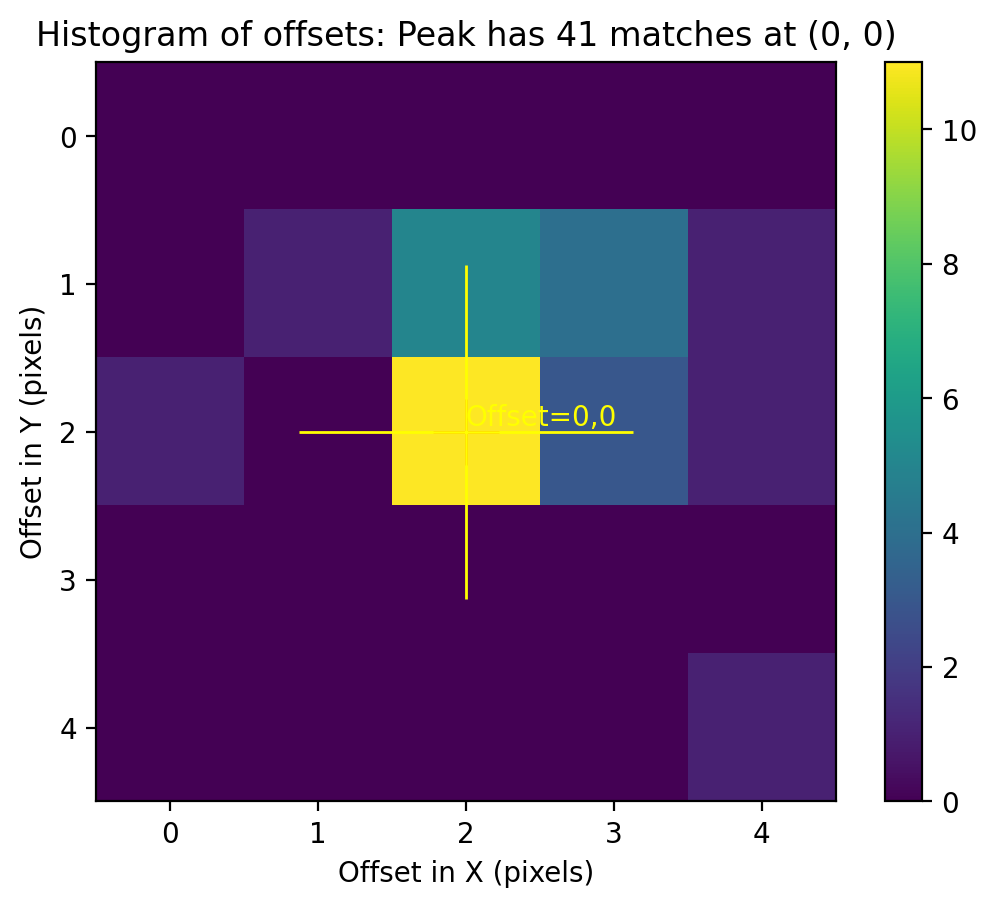 Histogram of offsets: Peak has 41 matches at (0, 0)
Offset in Y (pixels)
0
1
2
3
4
Offset=0,0
0 1 2 3 4
Offset in X (pixels)
10
8
6
4
2
0